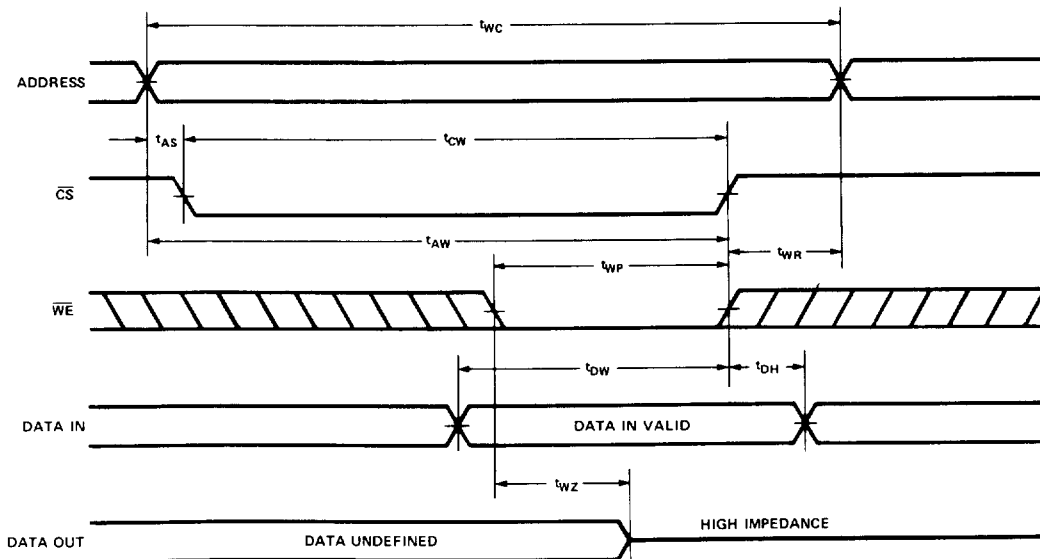 tWC
ADDRESS
tAS
tCW
CS
tAW
tWR
tWP
WE
tDW
tDH
DATA IN
DATA IN VALID
tWZ
HIGH IMPEDANCE
DATA OUT
DATA UNDEFINED